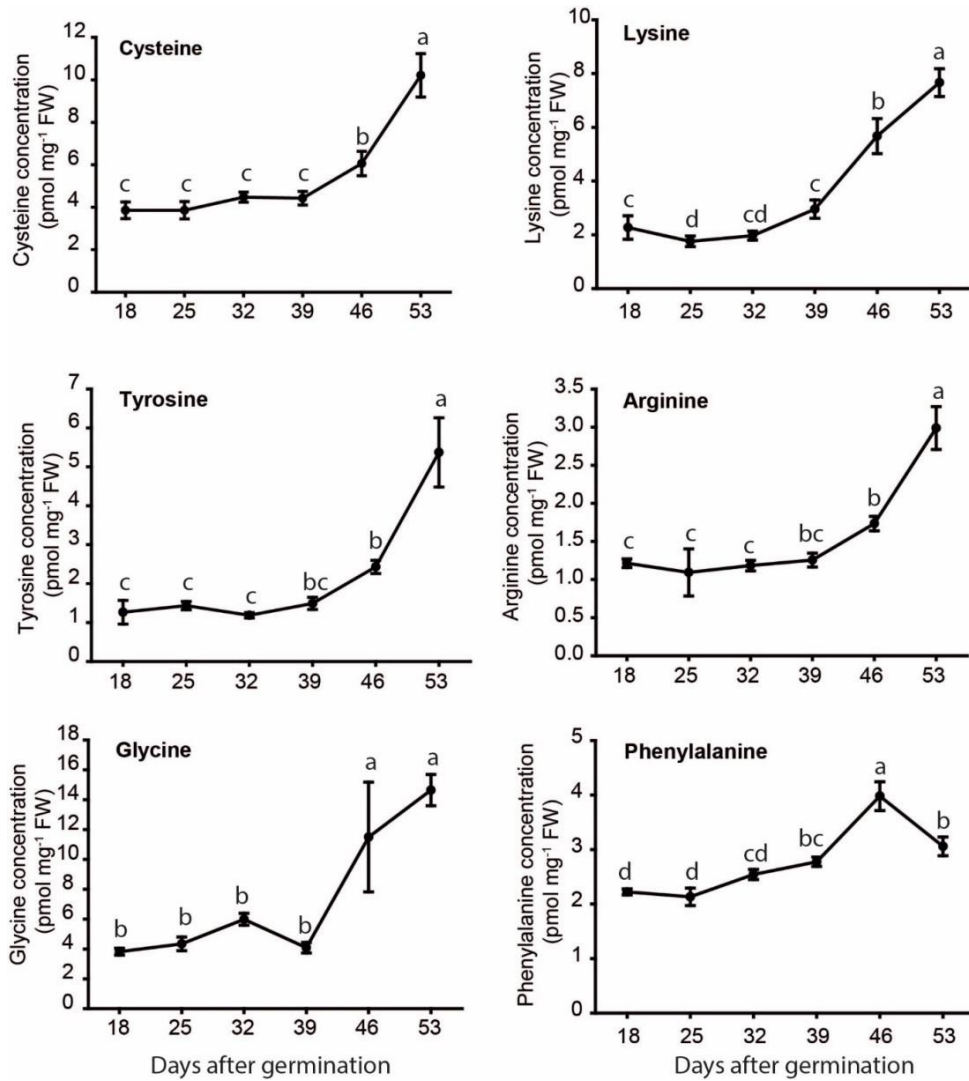 Cysteine
Cysteine concentration
(pmol mg⁻¹ FW)
12
10
8
6
4
2
0
c
c
c
c
b
a
18 25 32 39 46 53
Lysine
Lysine concentration
(pmol mg⁻¹ FW)
10
8
6
4
2
0
c
d
cd
c
b
a
18 25 32 39 46 53
Tyrosine
Tyrosine concentration
(pmol mg⁻¹ FW)
7
6
5
4
3
2
1
0
c
c
c
bc
b
a
18 25 32 39 46 53
Arginine
Arginine concentration
(pmol mg⁻¹ FW)
3.5
3.0
2.5
2.0
1.5
1.0
0.5
0.0
c
c
c
bc
b
a
18 25 32 39 46 53
Glycine
Glycine concentration
(pmol mg⁻¹ FW)
18
16
14
12
10
8
6
4
2
0
b
b
b
b
a
a
18 25 32 39 46 53
Days after germination
Phenylalanine
Phenylalanine concentration
(pmol mg⁻¹ FW)
5
4
3
2
1
0
d
d
cd
bc
a
b
18 25 32 39 46 53
Days after germination